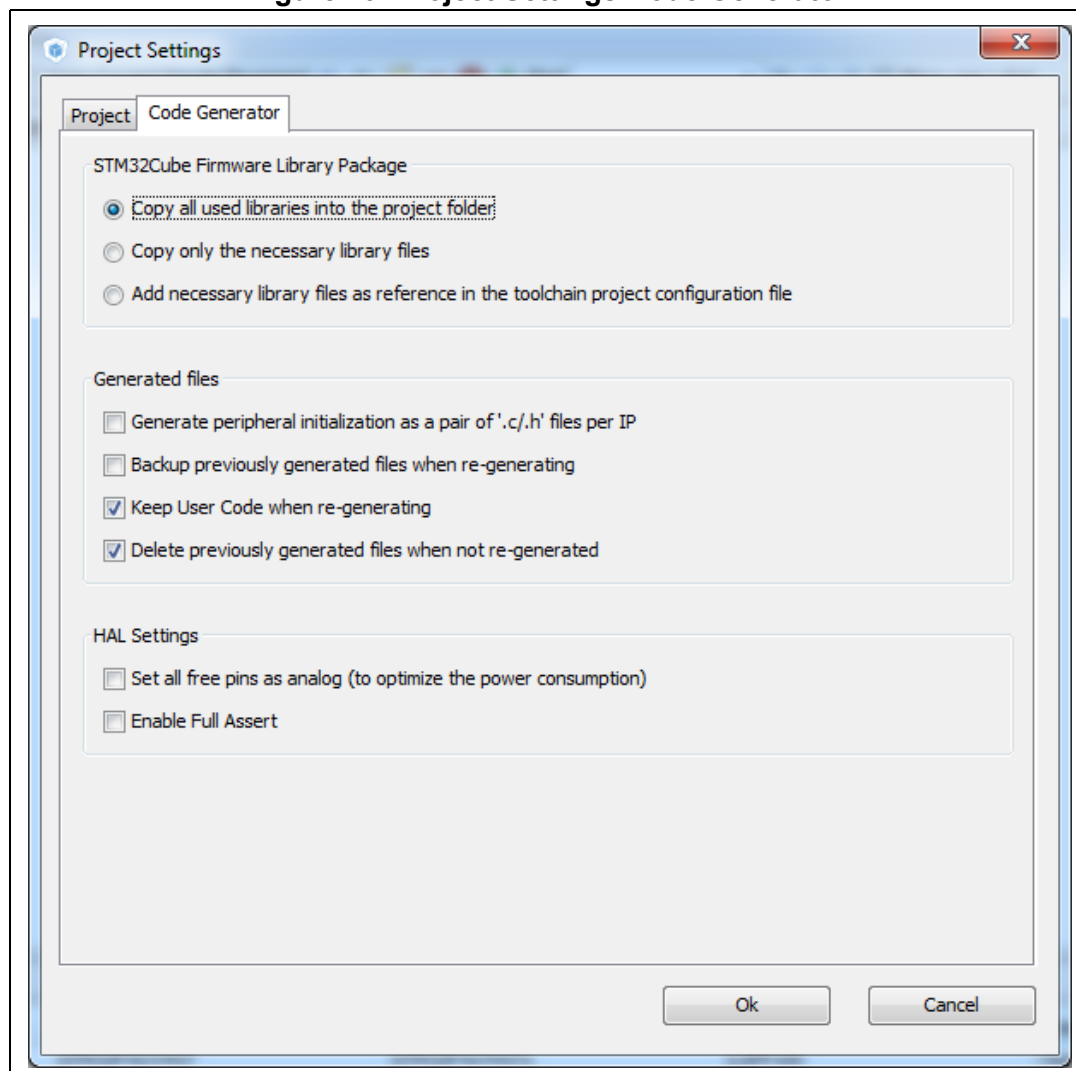 Project Settings
Project Code Generator
STM32Cube Firmware Library Package
Copy all used libraries into the project folder
Copy only the necessary library files
Add necessary library files as reference in the toolchain project configuration file
Generated files
Generate peripheral initialization as a pair of '.c/.h' files per IP
Backup previously generated files when re-generating
Keep User Code when re-generating
Delete previously generated files when not re-generated
HAL Settings
Set all free pins as analog (to optimize the power consumption)
Enable Full Assert
Ok Cancel